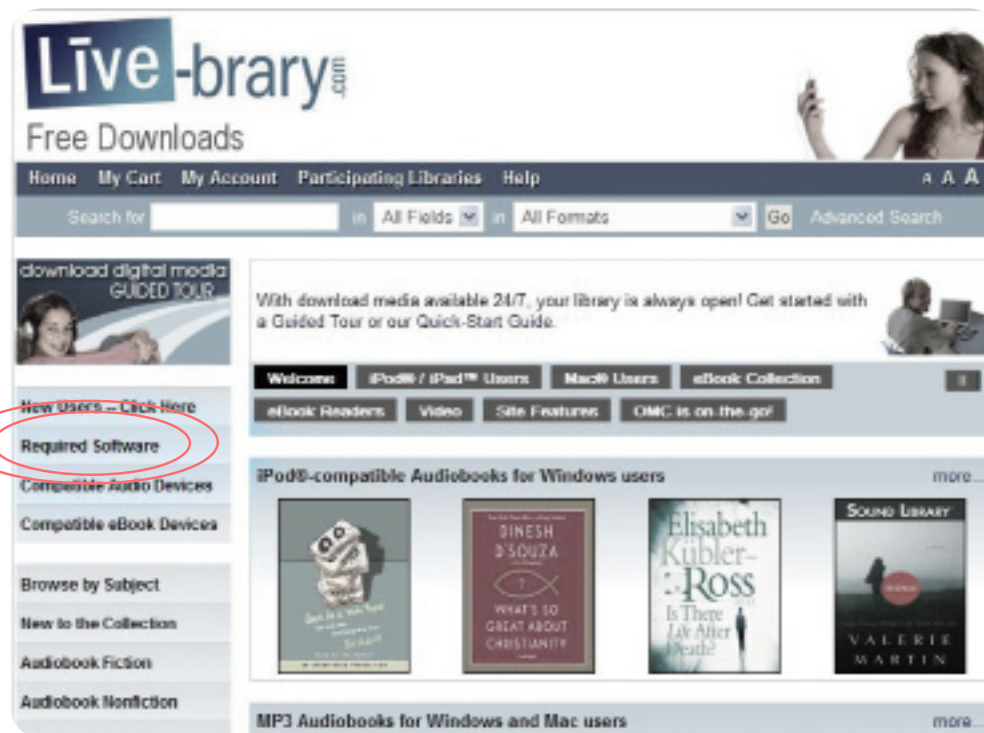 Līve-brary.com
Free Downloads
Home My Cart My Account Participating Libraries Help A A A
Search for in All Fields in All Formats Go Advanced Search
download digital media
GUIDED TOUR
With download media available 24/7, your library is always open! Get started with
a Guided Tour or our Quick-Start Guide.
Welcome iPod® / iPad™ Users Mac® Users eBook Collection
eBook Readers Video Site Features OMC is on-the-go!
New Users -- Click Here
Required Software
Compatible Audio Devices
Compatible eBook Devices
Browse by Subject
New to the Collection
Audiobook Fiction
Audiobook Nonfiction
iPod®-compatible Audiobooks for Windows users more...
DINESH
D'SOUZA
WHAT'S SO
GREAT ABOUT
CHRISTIANITY
Elisabeth
Kübler-
Ross
Is There
Life After
Death?
SOUND LIBRARY
VALERIE
MARTIN
MP3 Audiobooks for Windows and Mac users more...